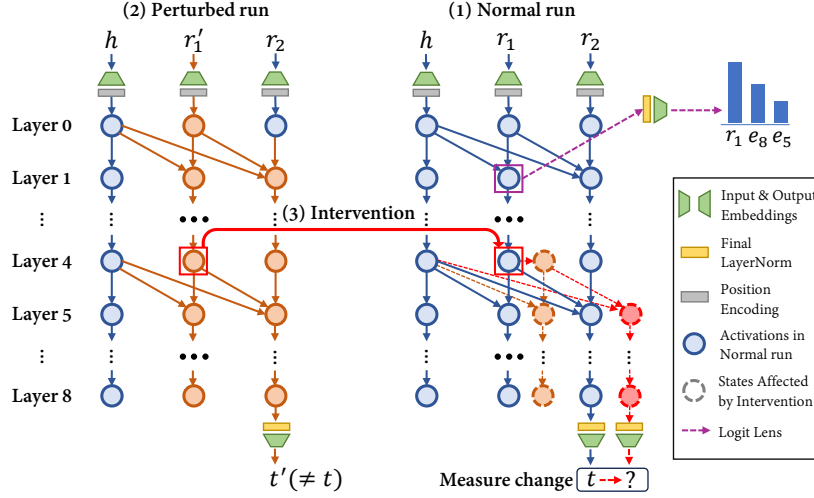 (2) Perturbed run
(1) Normal run
h
r₁′
r₂
h
r₁
r₂
Layer 0
r₁ e₈ e₅
Layer 1
(3) Intervention
Input & Output
Embeddings
Final
LayerNorm
Position
Encoding
Activations in
Normal run
States Affected
by Intervention
Logit Lens
Layer 4
Layer 5
Layer 8
t′(≠ t)
Measure change
t
?